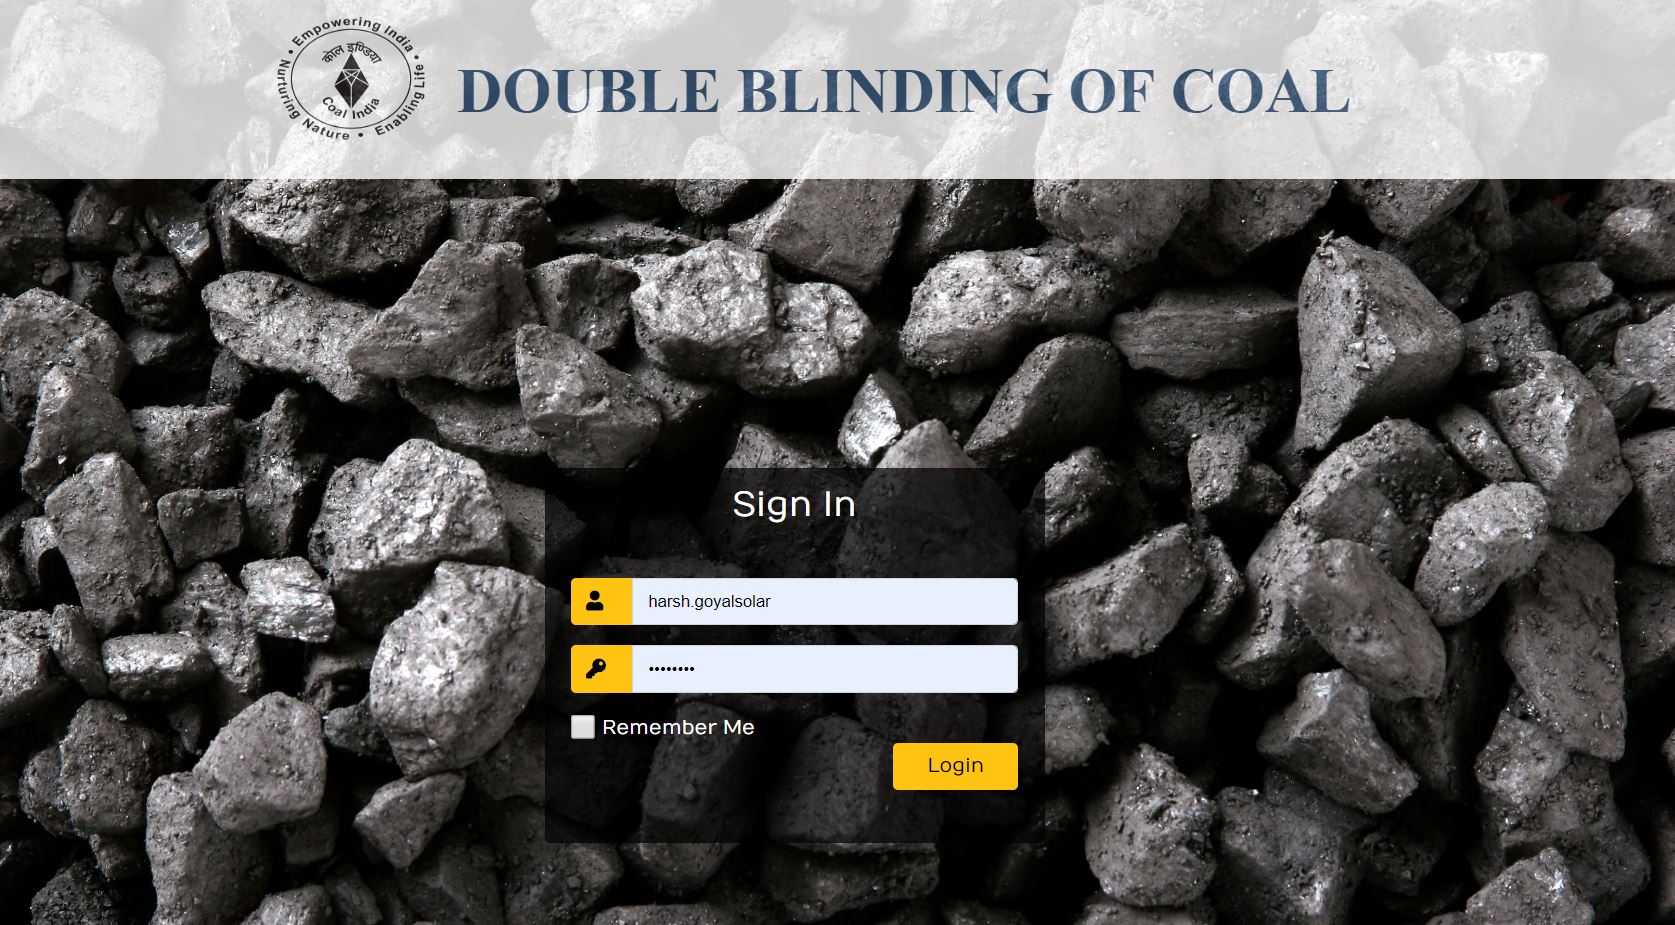 • Empowering India •
कोल इण्डिया
Coal India
Nurturing Nature • Enabling Life
DOUBLE BLINDING OF COAL
Sign In
harsh.goyalsolar
••••••••
Remember Me
Login